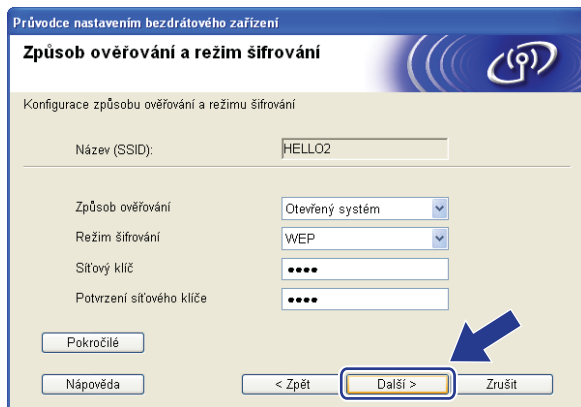 Průvodce nastavením bezdrátového zařízení
Způsob ověřování a režim šifrování
Konfigurace způsobu ověřování a režimu šifrování
Název (SSID): HELLO2
Způsob ověřování Otevřený systém
Režim šifrování WEP
Síťový klíč ••••
Potvrzení síťového klíče ••••
Pokročilé
Nápověda < Zpět Další > Zrušit